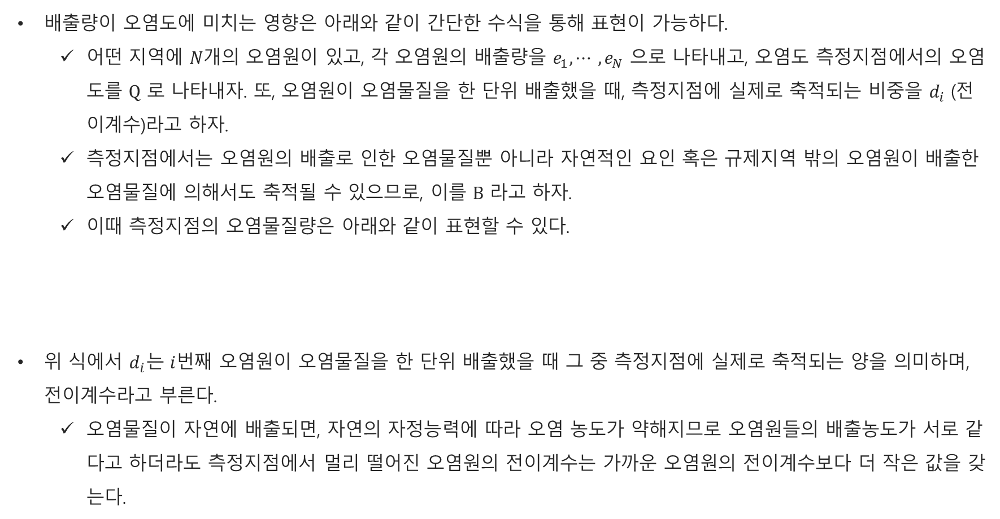 • 배출량이 오염도에 미치는 영향은 아래와 같이 간단한 수식을 통해 표현이 가능하다.
✓ 어떤 지역에 N개의 오염원이 있고, 각 오염원의 배출량을 e₁,⋯ ,e_N 으로 나타내고, 오염도 측정지점에서의 오염
도를 Q 로 나타내자. 또, 오염원이 오염물질을 한 단위 배출했을 때, 측정지점에 실제로 축적되는 비중을 dᵢ (전
이계수)라고 하자.
✓ 측정지점에서는 오염원의 배출로 인한 오염물질뿐 아니라 자연적인 요인 혹은 규제지역 밖의 오염원이 배출한
오염물질에 의해서도 축적될 수 있으므로, 이를 B 라고 하자.
✓ 이때 측정지점의 오염물질량은 아래와 같이 표현할 수 있다.
• 위 식에서 dᵢ는 i번째 오염원이 오염물질을 한 단위 배출했을 때 그 중 측정지점에 실제로 축적되는 양을 의미하며,
전이계수라고 부른다.
✓ 오염물질이 자연에 배출되면, 자연의 자정능력에 따라 오염 농도가 약해지므로 오염원들의 배출농도가 서로 같
다고 하더라도 측정지점에서 멀리 떨어진 오염원의 전이계수는 가까운 오염원의 전이계수보다 더 작은 값을 갖
는다.